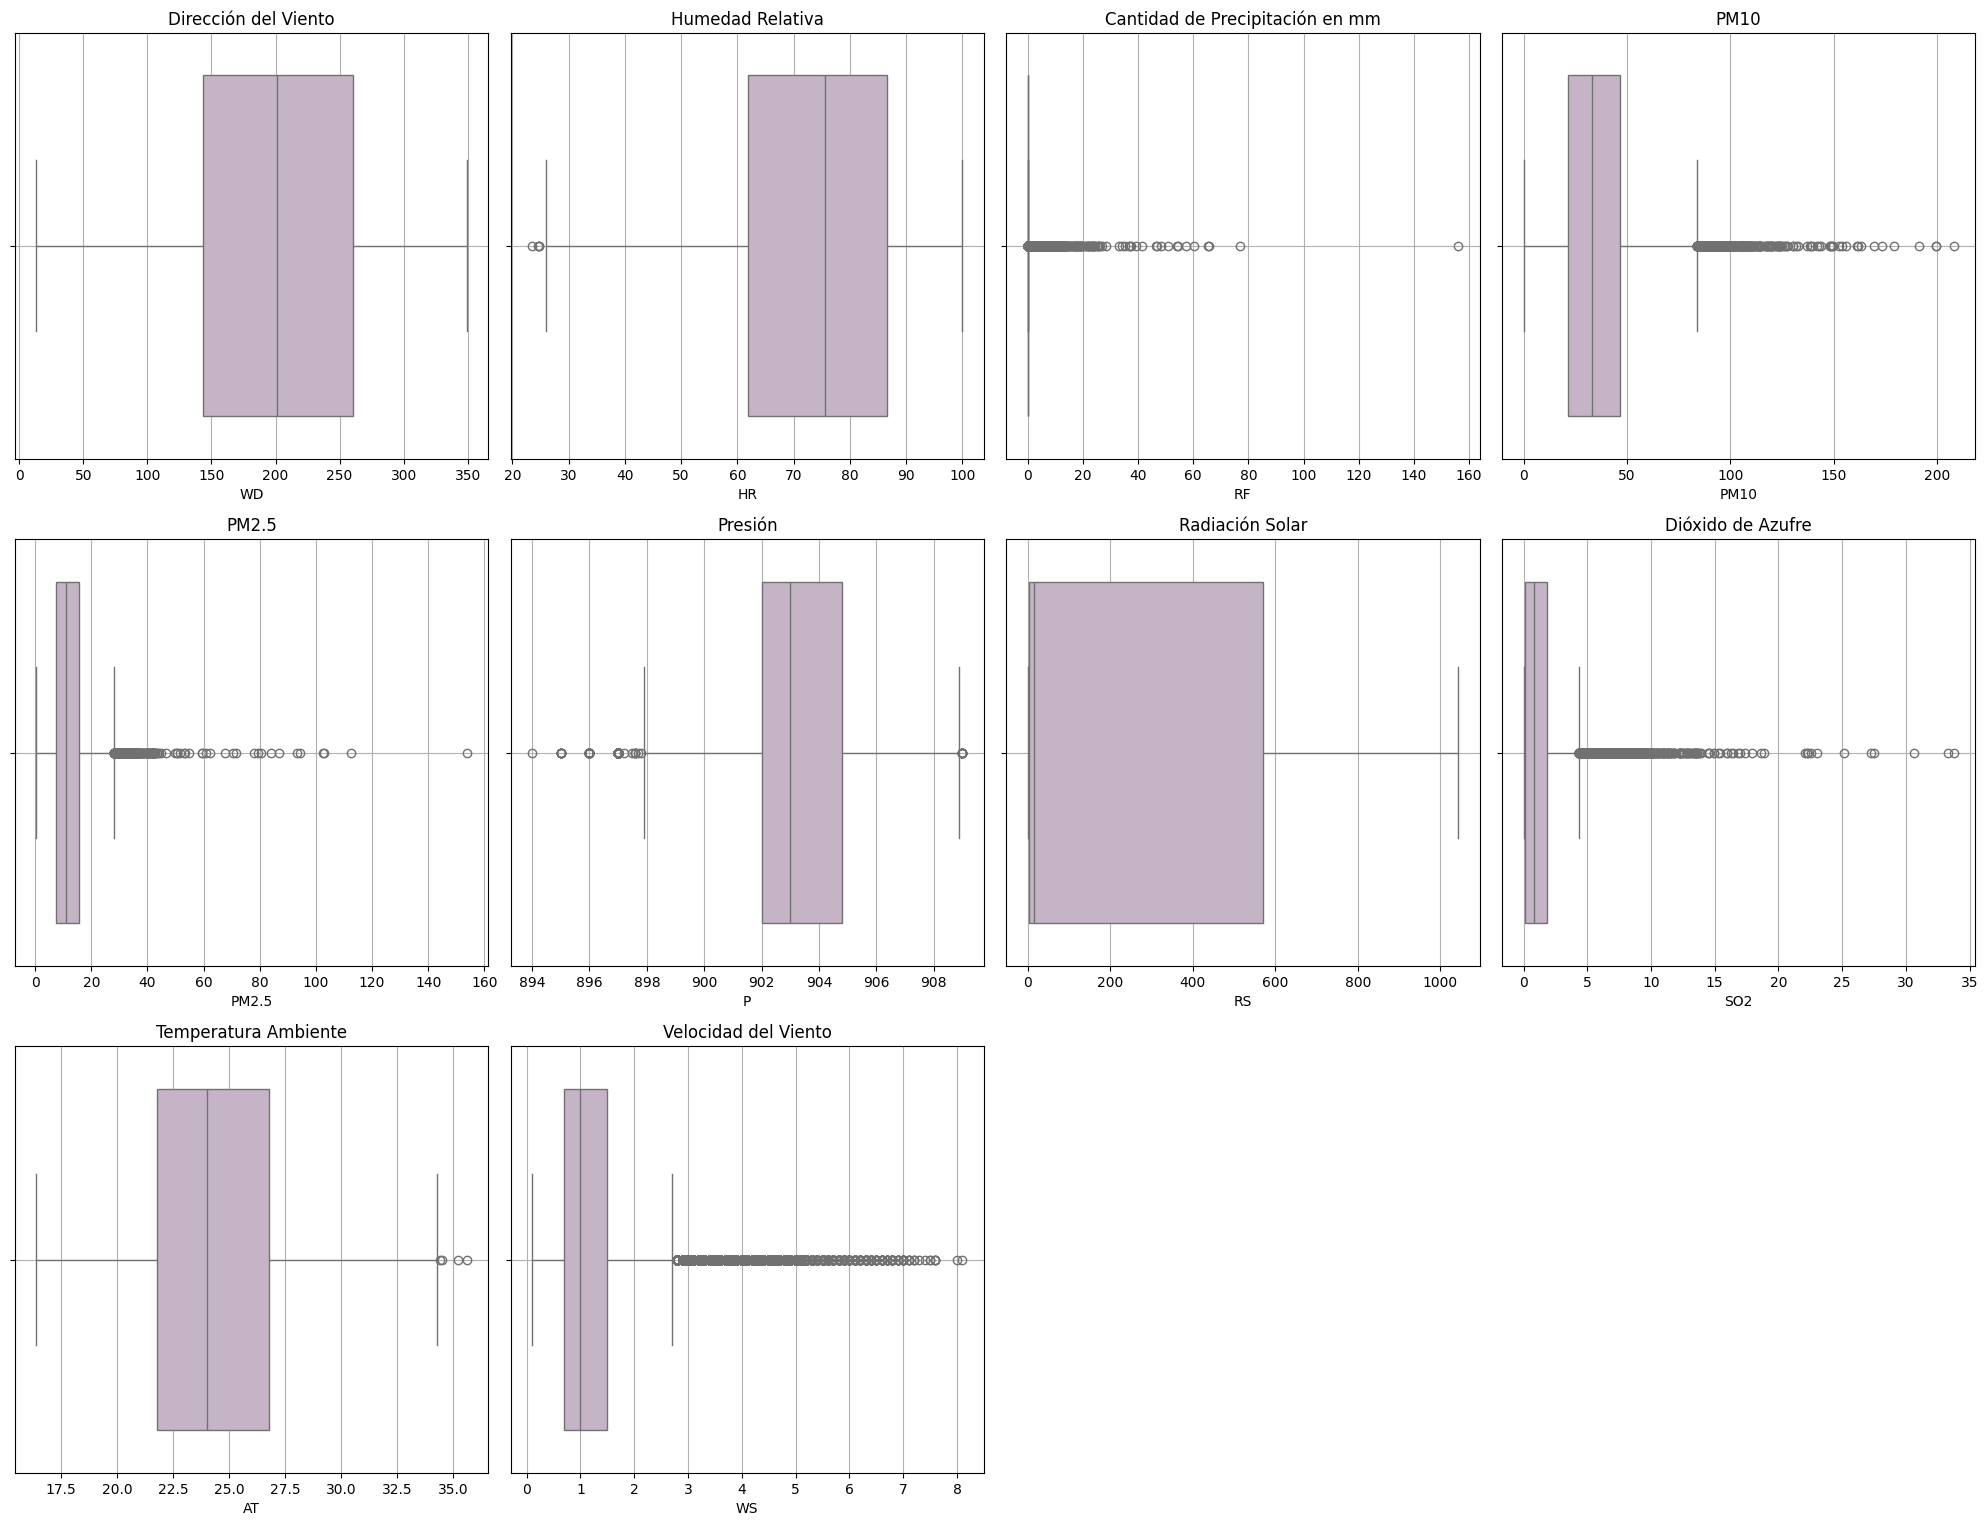 Dirección del Viento
Humedad Relativa
Cantidad de Precipitación en mm
PM10
0 50 100 150 200 250 300 350
20 30 40 50 60 70 80 90 100
0 20 40 60 80 100 120 140 160
0 50 100 150 200
WD
HR
RF
PM10
PM2.5
Presión
Radiación Solar
Dióxido de Azufre
0 20 40 60 80 100 120 140 160
894 896 898 900 902 904 906 908
0 200 400 600 800 1000
0 5 10 15 20 25 30 35
PM2.5
P
RS
SO2
Temperatura Ambiente
Velocidad del Viento
17.5 20.0 22.5 25.0 27.5 30.0 32.5 35.0
0 1 2 3 4 5 6 7 8
AT
WS